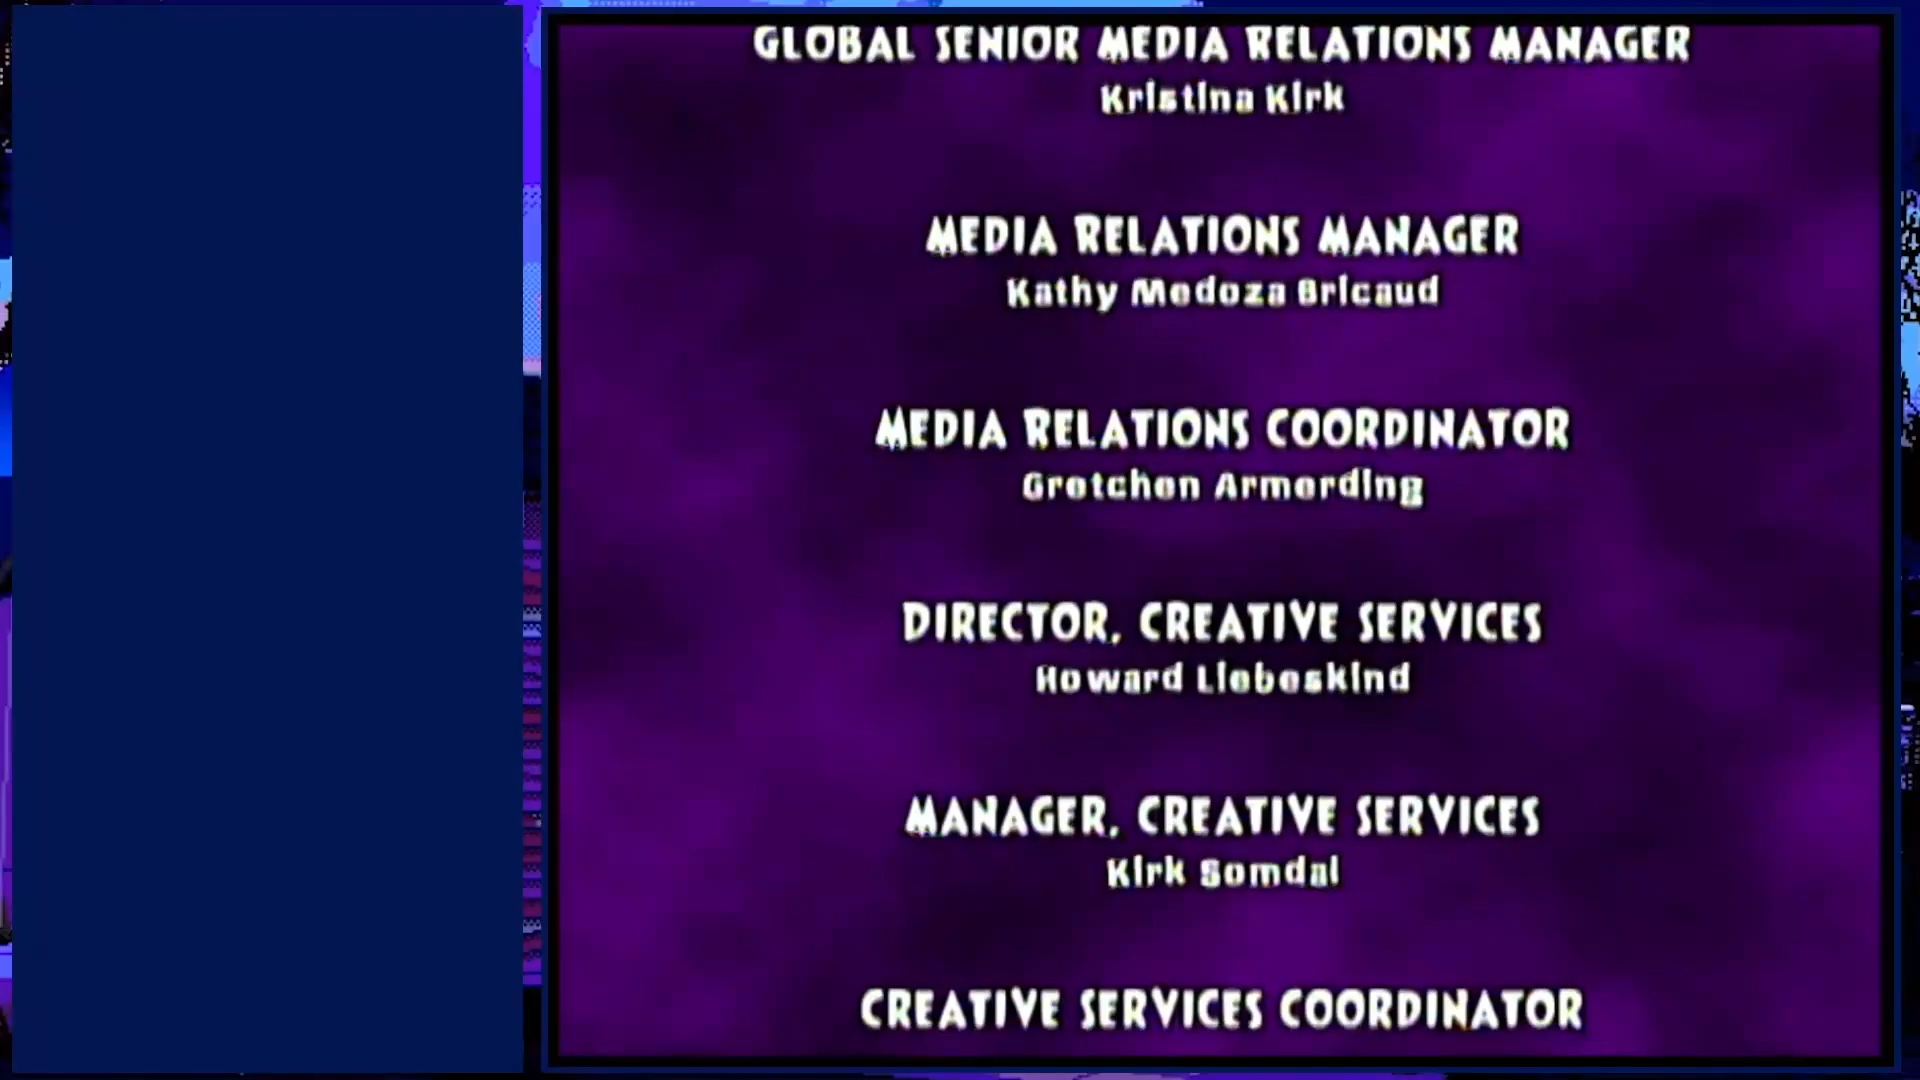 GLOBAL SENIOR MEDIA RELATIONS MANAGER
Kristina Kirk
MEDIA RELATIONS MANAGER
Kathy Medoza Bricaud
MEDIA RELATIONS COORDINATOR
Gretchen Armerding
DIRECTOR, CREATIVE SERVICES
Howard Liebeskind
MANAGER, CREATIVE SERVICES
Kirk Somdal
CREATIVE SERVICES COORDINATOR